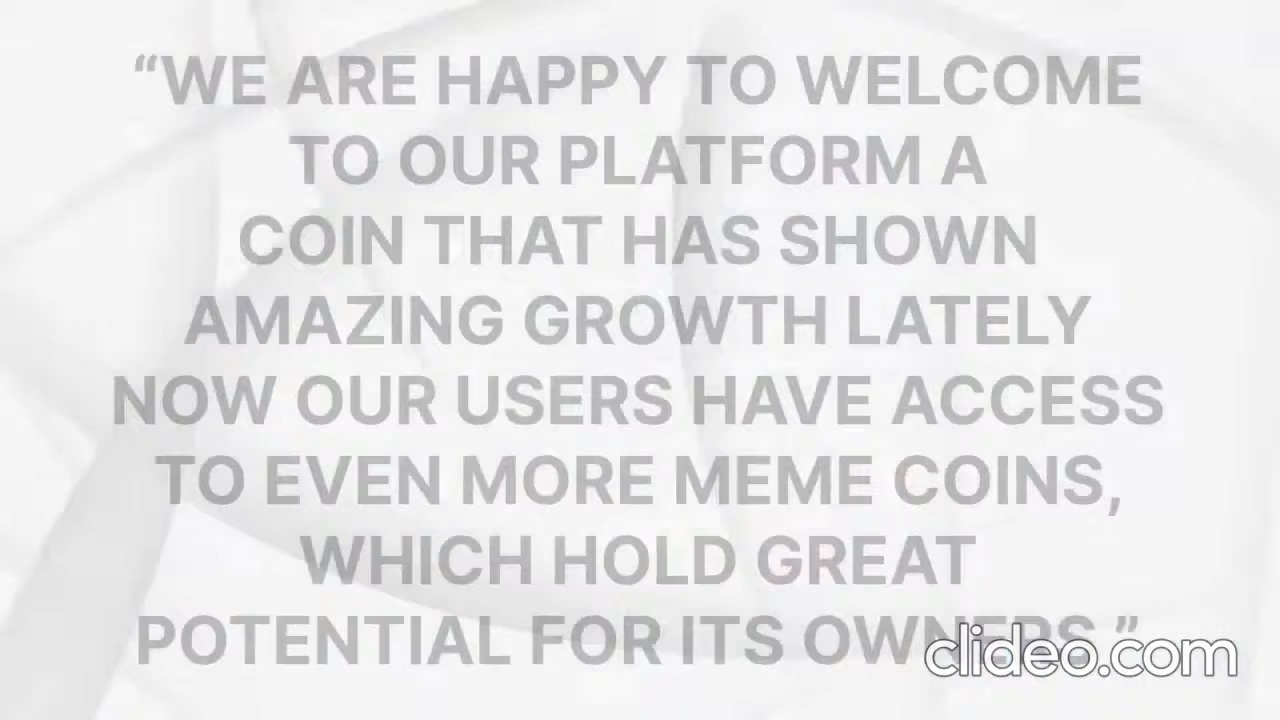 “WE ARE HAPPY TO WELCOME
TO OUR PLATFORM A
COIN THAT HAS SHOWN
AMAZING GROWTH LATELY
NOW OUR USERS HAVE ACCESS
TO EVEN MORE MEME COINS,
WHICH HOLD GREAT
POTENTIAL FOR ITS OWNERS.”
clideo.com